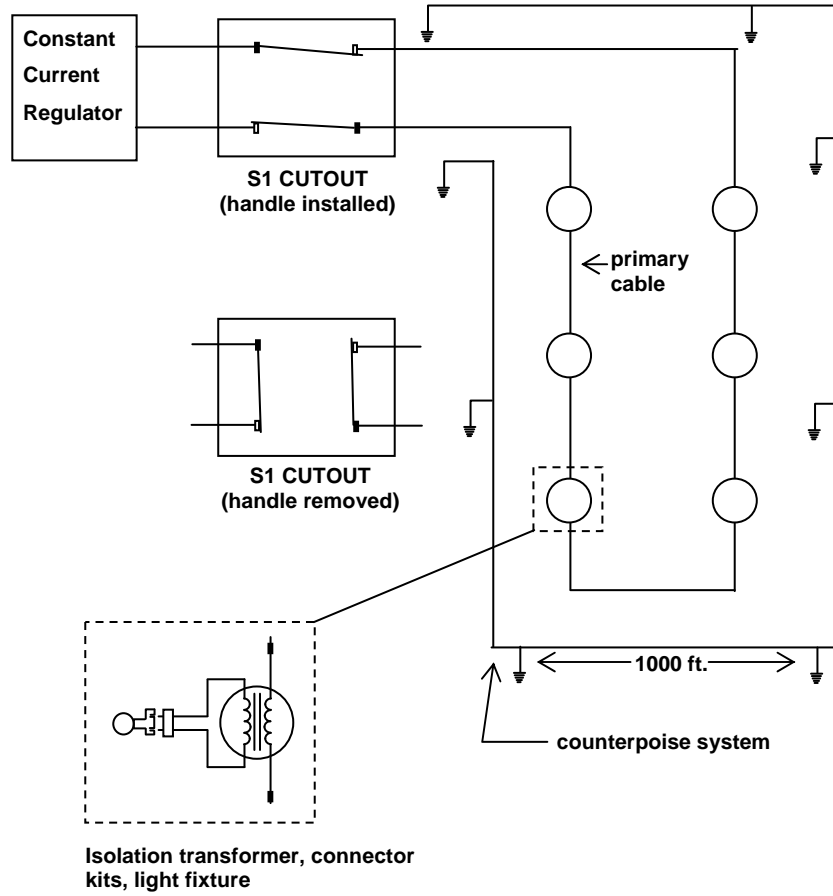 Constant
Current
Regulator
S1 CUTOUT
(handle installed)
primary
cable
S1 CUTOUT
(handle removed)
1000 ft.
counterpoise system
Isolation transformer, connector
kits, light fixture